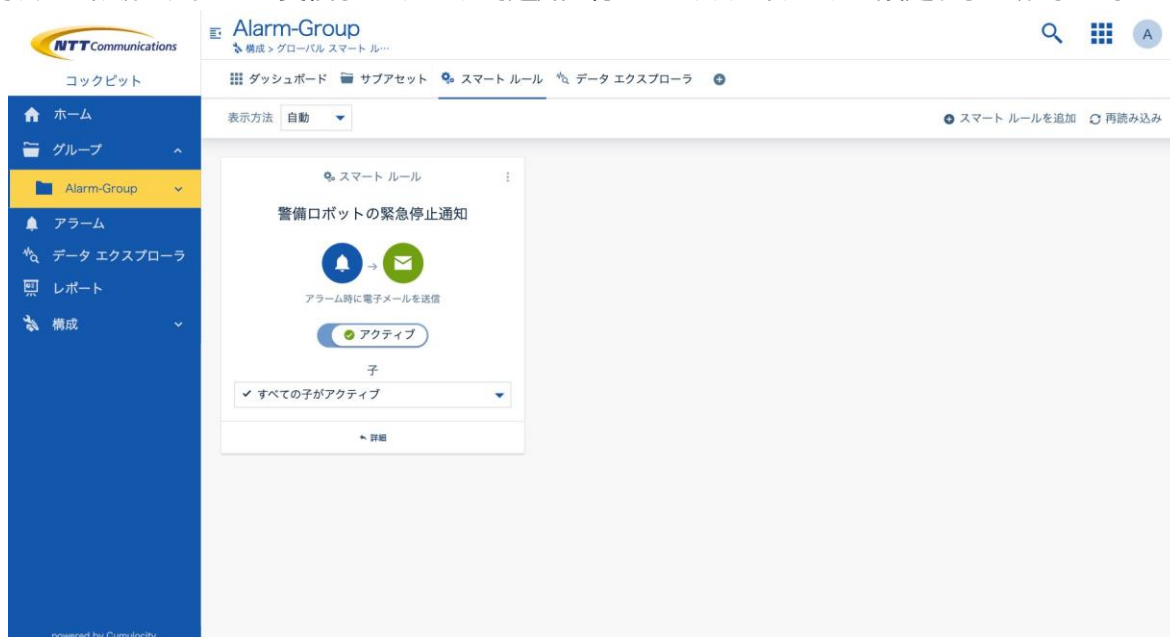 Alarm-Group
構成 > グローバル スマート ル…
A
NTT Communications
コックピット
ダッシュボード サブアセット スマート ルール データ エクスプローラ
ホーム
表示方法 自動
スマート ルールを追加 再読み込み
グループ
Alarm-Group
アラーム
データ エクスプローラ
レポート
構成
スマート ルール
警備ロボットの緊急停止通知
アラーム時に電子メールを送信
アクティブ
子
すべての子がアクティブ
詳細
powered by Cumulocity